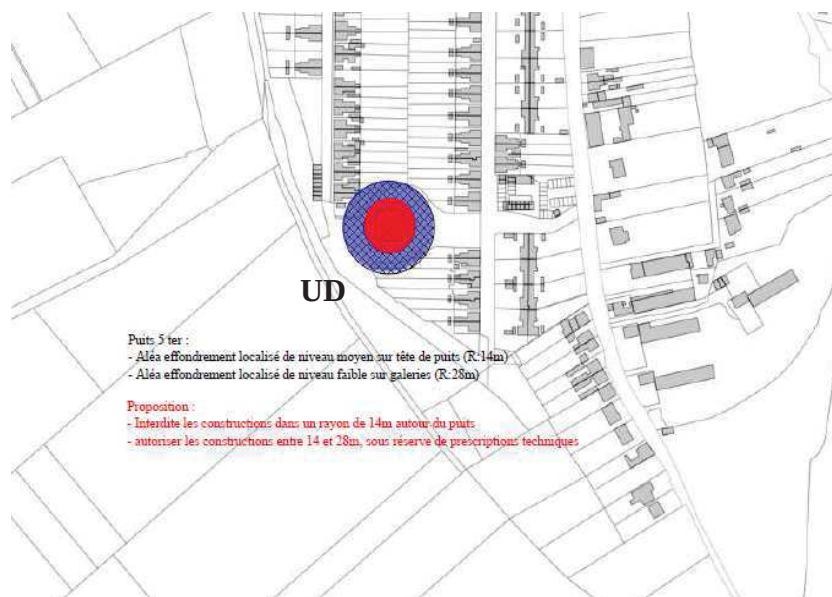 UD
Puits 5 ter :
- Aléa effondrement localisé de niveau moyen sur tête de puits (R:14m)
- Aléa effondrement localisé de niveau faible sur galeries (R:28m)
Proposition :
- Interdite les constructions dans un rayon de 14m autour du puits
- autoriser les constructions entre 14 et 28m, sous réserve de prescriptions techniques